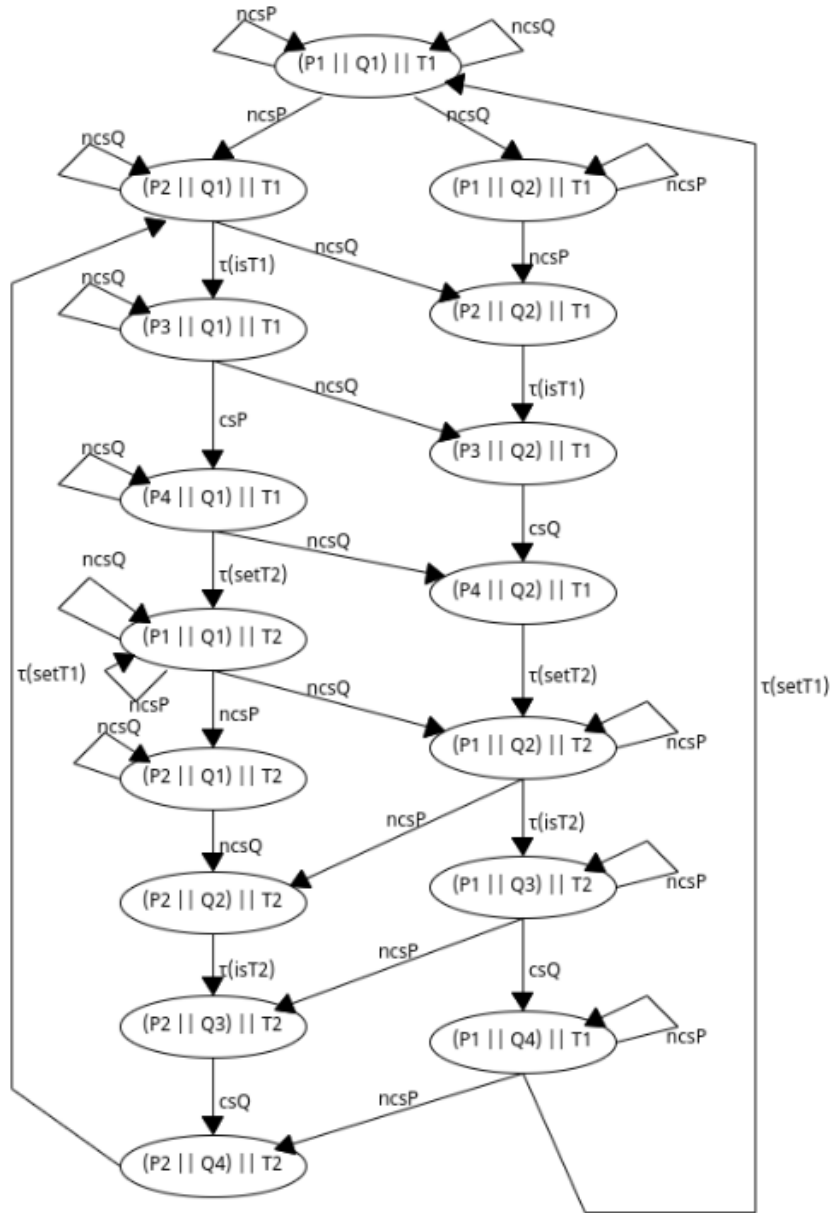 ncsP
ncsQ
(P1 || Q1) || T1
ncsP
ncsQ
ncsQ
(P2 || Q1) || T1
(P1 || Q2) || T1
ncsP
ncsQ
ncsP
τ(isT1)
ncsQ
(P3 || Q1) || T1
(P2 || Q2) || T1
ncsQ
τ(isT1)
csP
(P3 || Q2) || T1
ncsQ
(P4 || Q1) || T1
csQ
ncsQ
ncsQ
τ(setT2)
(P4 || Q2) || T1
(P1 || Q1) || T2
τ(setT1)
τ(setT2)
τ(setT1)
ncsQ
ncsP
ncsP
ncsQ
(P1 || Q2) || T2
ncsP
(P2 || Q1) || T2
ncsP
τ(isT2)
ncsQ
(P1 || Q3) || T2
ncsP
(P2 || Q2) || T2
ncsP
τ(isT2)
csQ
(P2 || Q3) || T2
(P1 || Q4) || T1
ncsP
csQ
ncsP
(P2 || Q4) || T2